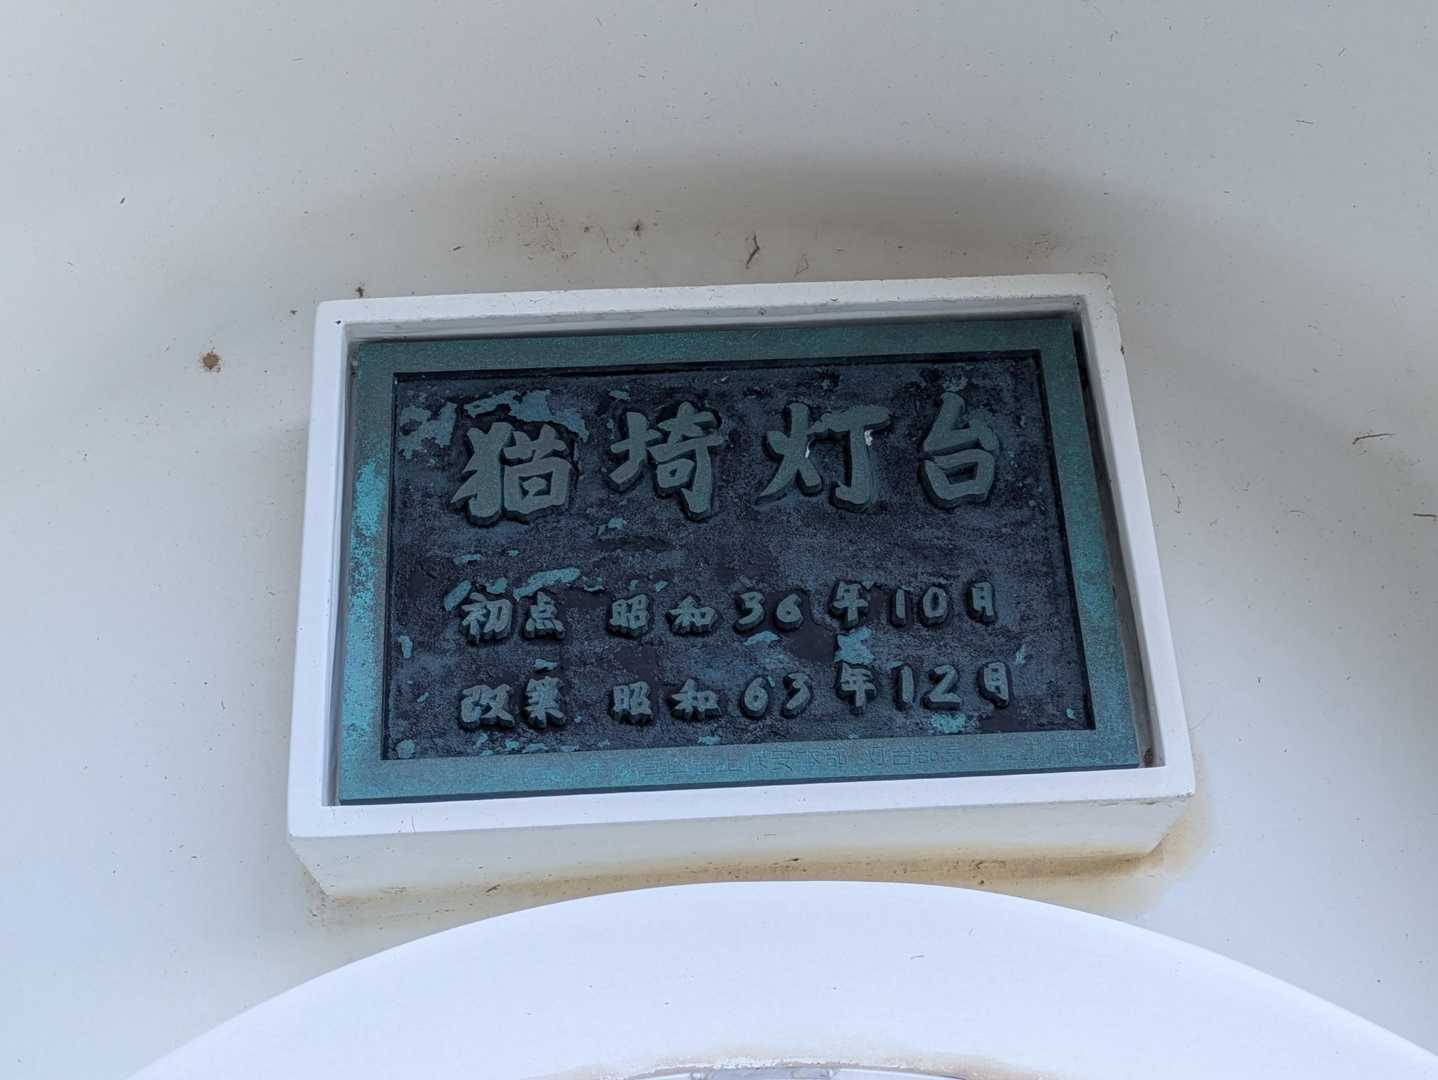 猫埼灯台
初点 昭和36年10月
改築 昭和63年12月